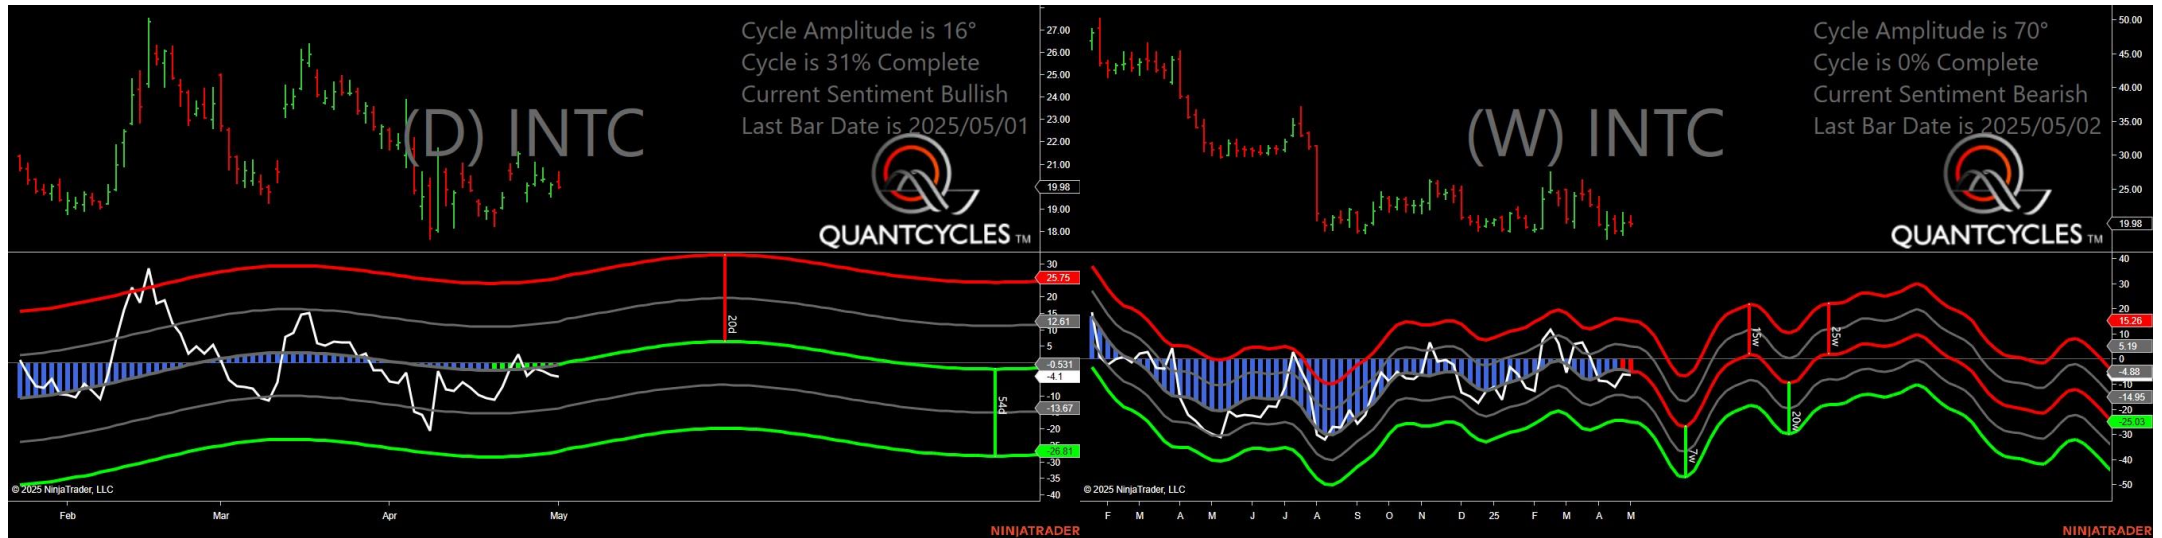 Cycle Amplitude is 16°
Cycle is 31% Complete
Current Sentiment Bullish
Last Bar Date is 2025/05/01
(D) INTC
QUANTCYCLES TM
27.00
26.00
25.00
24.00
23.00
22.00
21.00
19.98
19.00
18.00
30
25.75
20
15
12.61
10
5
-0.531
-4.1
-10
-13.67
-20
-26.81
-30
-35
-40
20d
54d
© 2025 NinjaTrader, LLC
Feb
Mar
Apr
May
NINJATRADER
Cycle Amplitude is 70°
Cycle is 0% Complete
Current Sentiment Bearish
Last Bar Date is 2025/05/02
(W) INTC
QUANTCYCLES TM
50.00
45.00
40.00
35.00
30.00
25.00
19.98
40
30
20
15.26
10
5.19
0
-4.88
-10
-14.95
-20
-25.03
-30
-40
-50
7w
15w
20w
25w
© 2025 NinjaTrader, LLC
F M A M J J A S O N D 25 F M A M
NINJATRADER